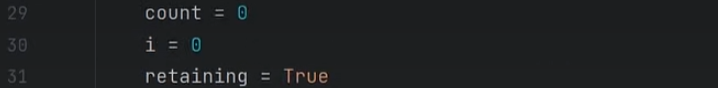 29 count = 0
30 i = 0
31 retaining = True